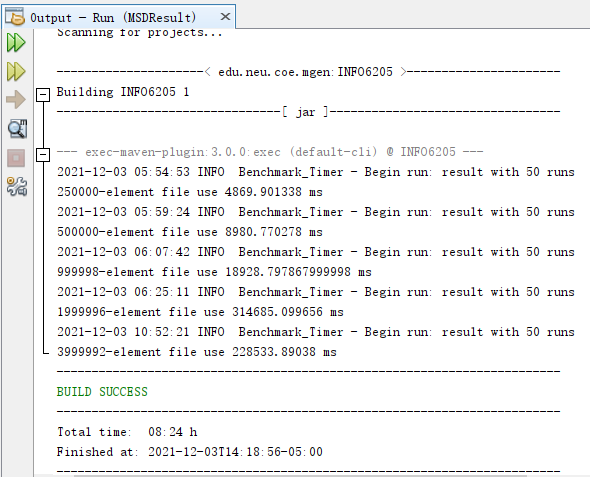 Output - Run (MSDResult)
Scanning for projects...
---------------------< edu.neu.coe.mgen:INFO6205 >----------------------
Building INFO6205 1
--------------------------------[ jar ]---------------------------------
--- exec-maven-plugin:3.0.0:exec (default-cli) @ INFO6205 ---
2021-12-03 05:54:53 INFO  Benchmark_Timer - Begin run: result with 50 runs
250000-element file use 4869.901338 ms
2021-12-03 05:59:24 INFO  Benchmark_Timer - Begin run: result with 50 runs
500000-element file use 8980.770278 ms
2021-12-03 06:07:42 INFO  Benchmark_Timer - Begin run: result with 50 runs
999998-element file use 18928.797867999998 ms
2021-12-03 06:25:11 INFO  Benchmark_Timer - Begin run: result with 50 runs
1999996-element file use 314685.099656 ms
2021-12-03 10:52:21 INFO  Benchmark_Timer - Begin run: result with 50 runs
3999992-element file use 228533.89038 ms
------------------------------------------------------------------------
BUILD SUCCESS
------------------------------------------------------------------------
Total time:  08:24 h
Finished at: 2021-12-03T14:18:56-05:00
------------------------------------------------------------------------